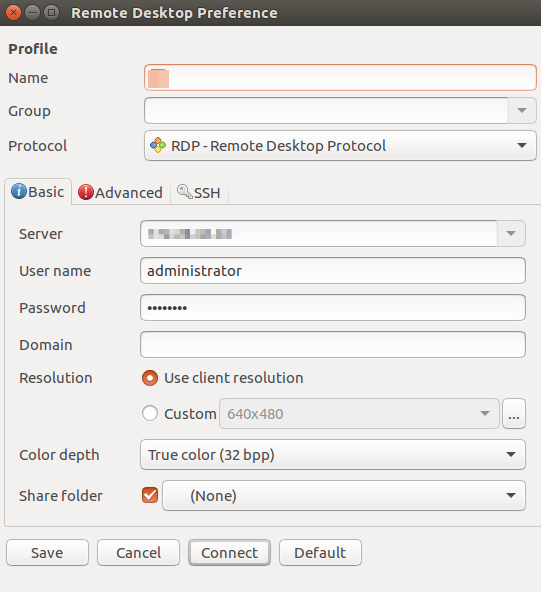 Remote Desktop Preference
Profile
Name
Group
Protocol RDP - Remote Desktop Protocol
Basic Advanced SSH
Server
User name administrator
Password ••••••••
Domain
Resolution Use client resolution
Custom 640x480 ...
Color depth True color (32 bpp)
Share folder (None)
Save Cancel Connect Default